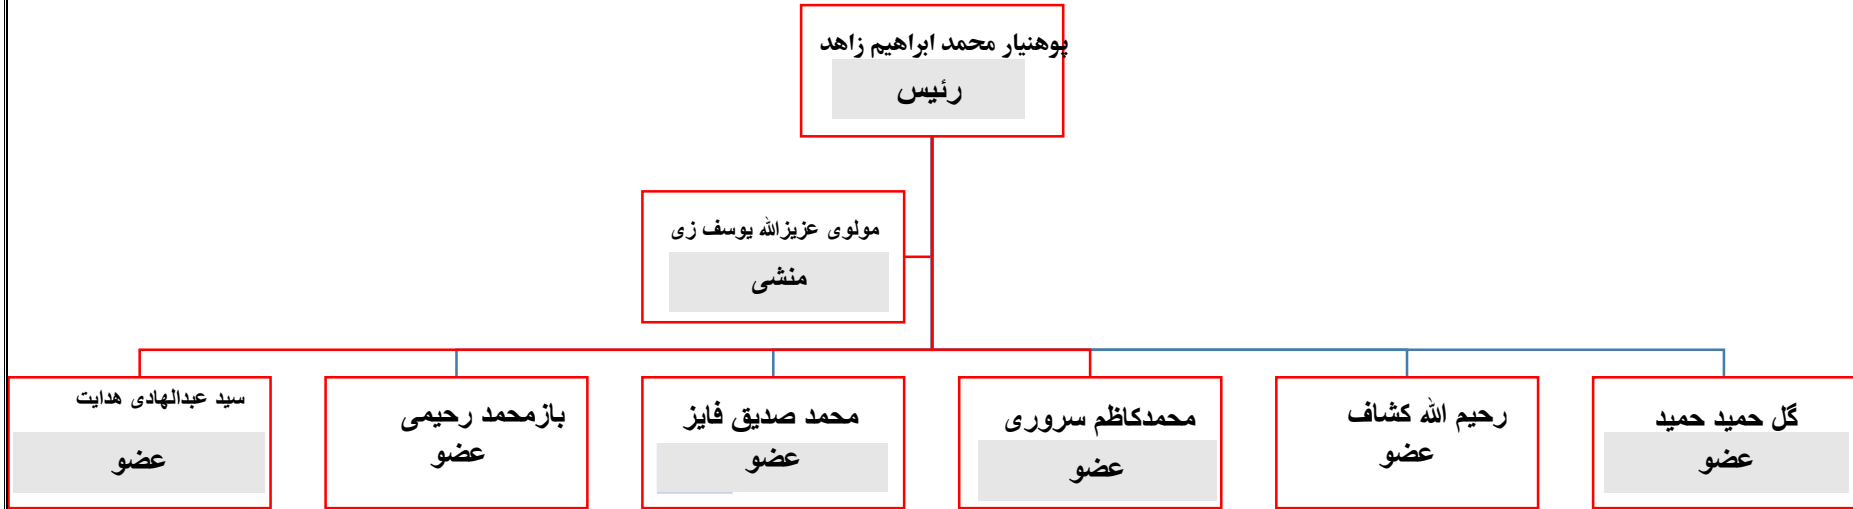 پوهنیار محمد ابراهیم زاهد
رئیس
مولوی عزیزالله یوسف زی
منشی
گل حمید حمید
عضو
رحیم الله کشاف
عضو
محمدکاظم سروری
عضو
محمد صدیق فایز
عضو
بازمحمد رحیمی
عضو
سید عبدالهادی هدایت
عضو